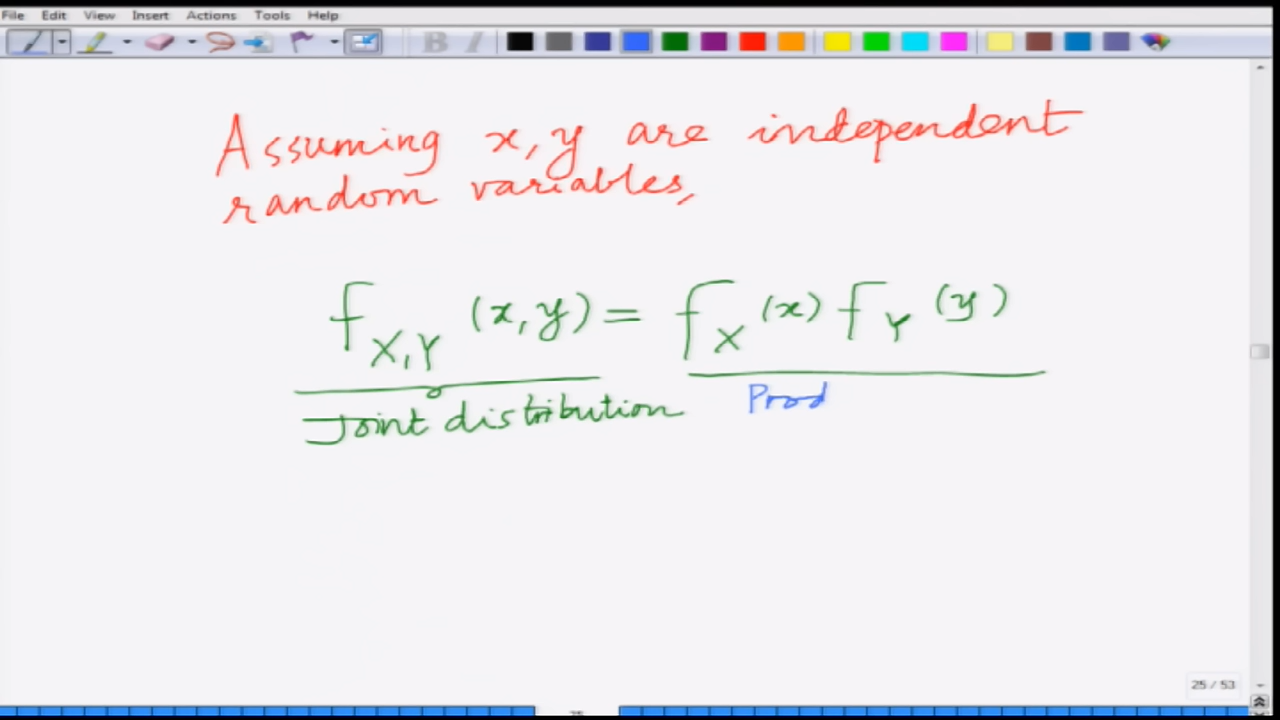 File Edit View Insert Actions Tools Help
B I
Assuming x, y are independent
random variables,
f_{X,Y} (x,y) = f_X (x) f_Y (y)
Joint distribution Prod
25 / 53